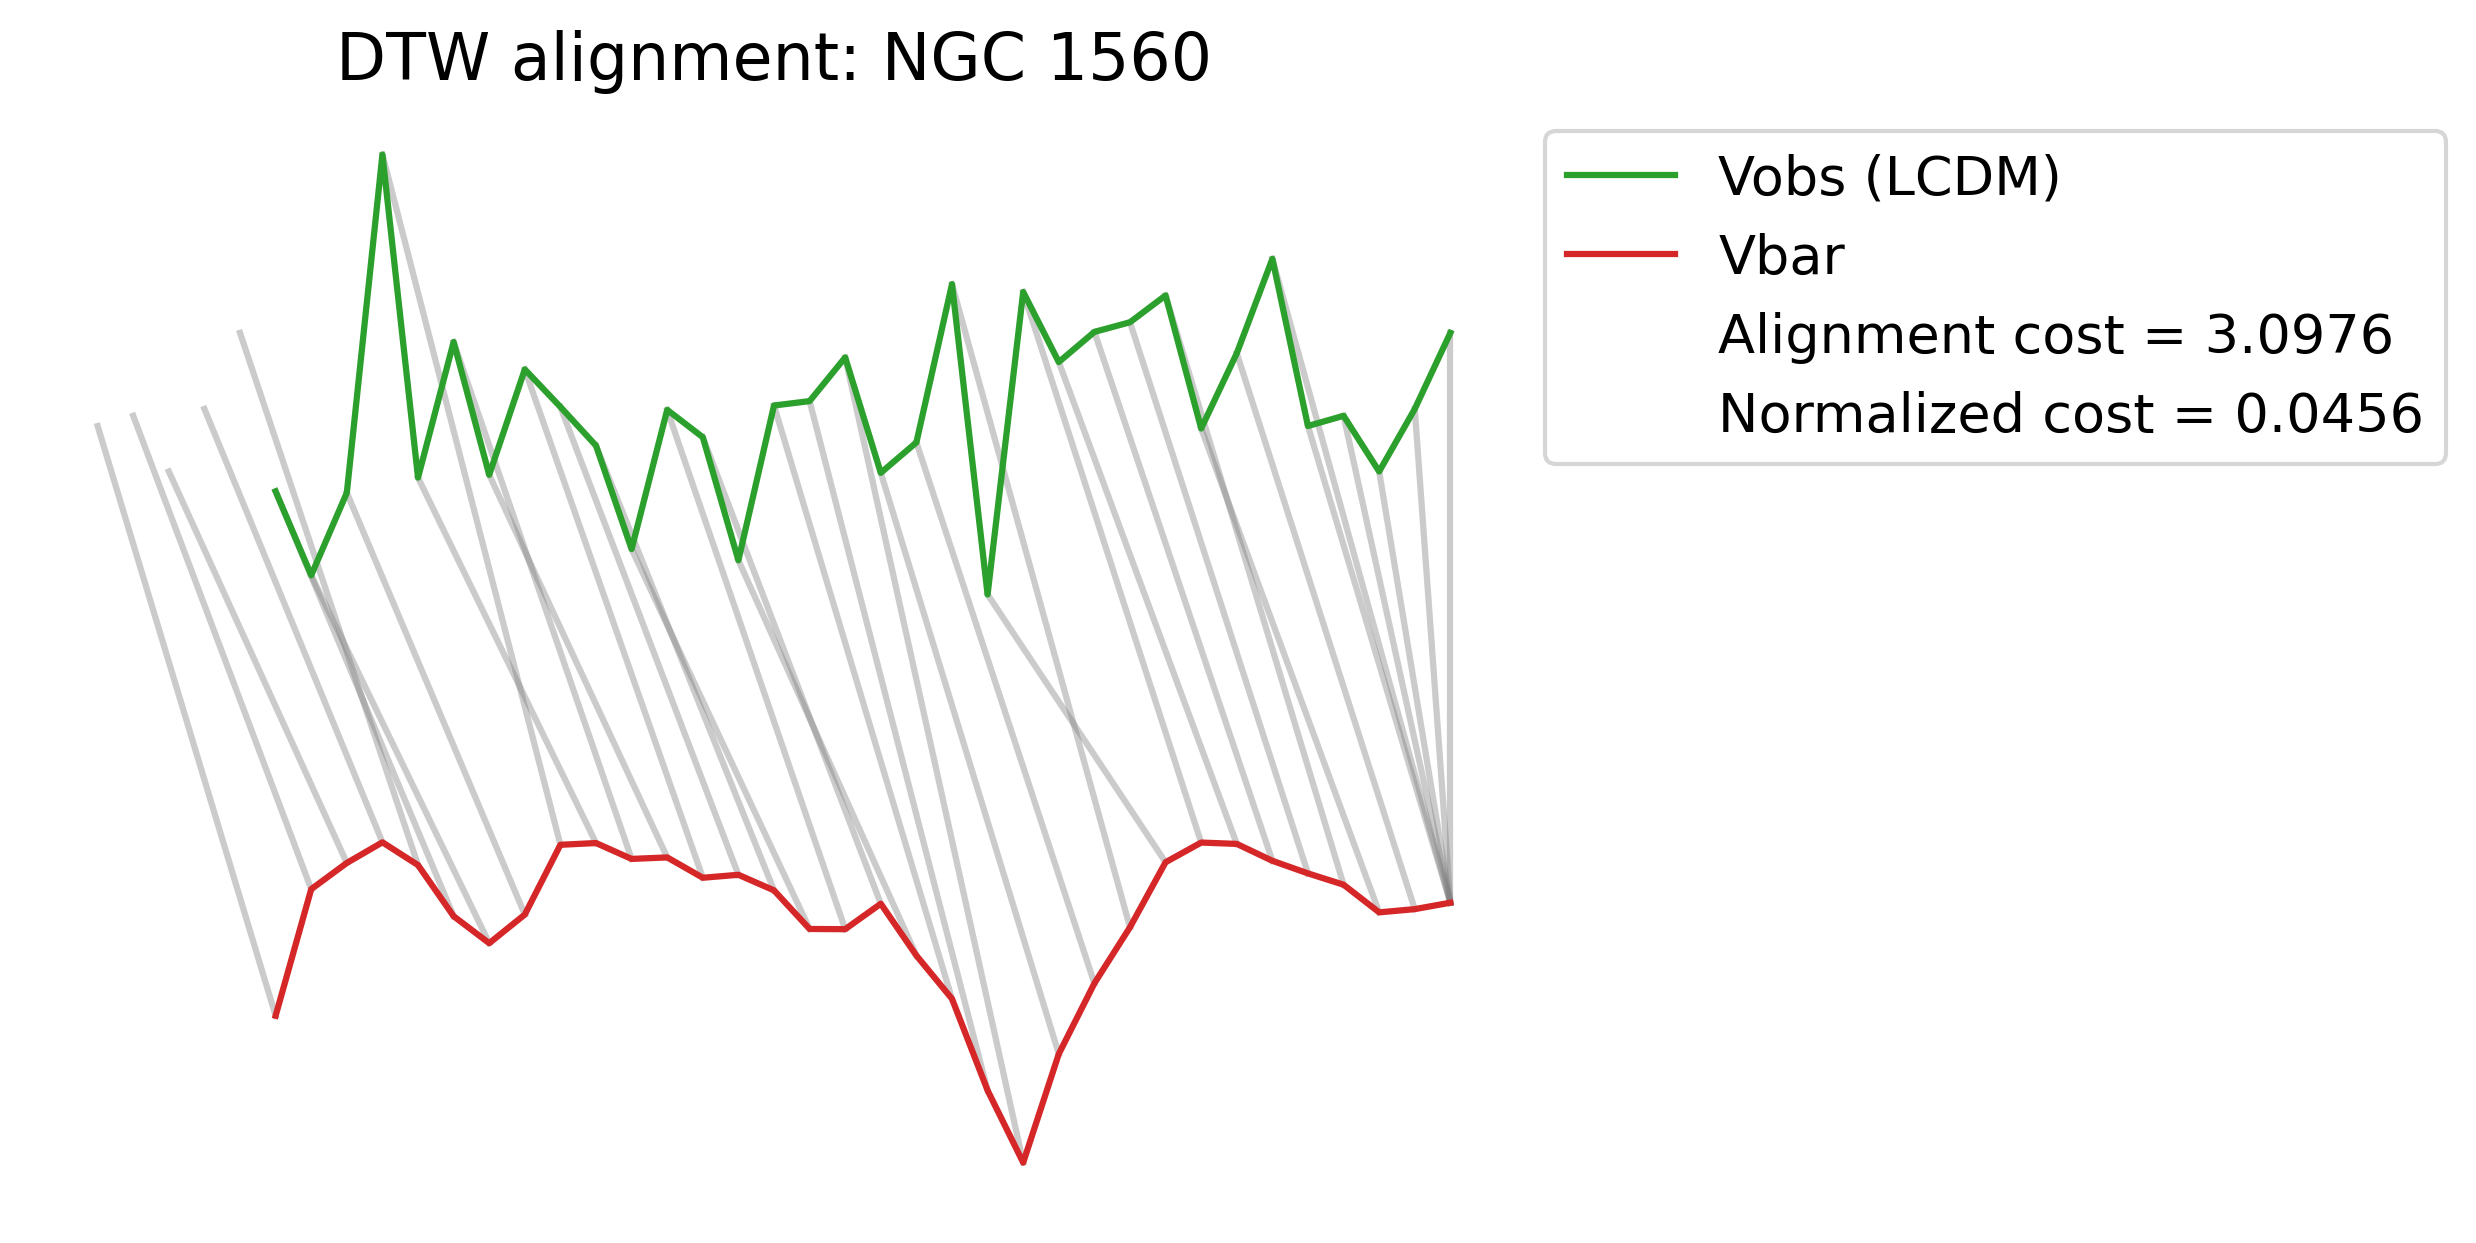 DTW alignment: NGC 1560
Vobs (LCDM)
Vbar
Alignment cost = 3.0976
Normalized cost = 0.0456